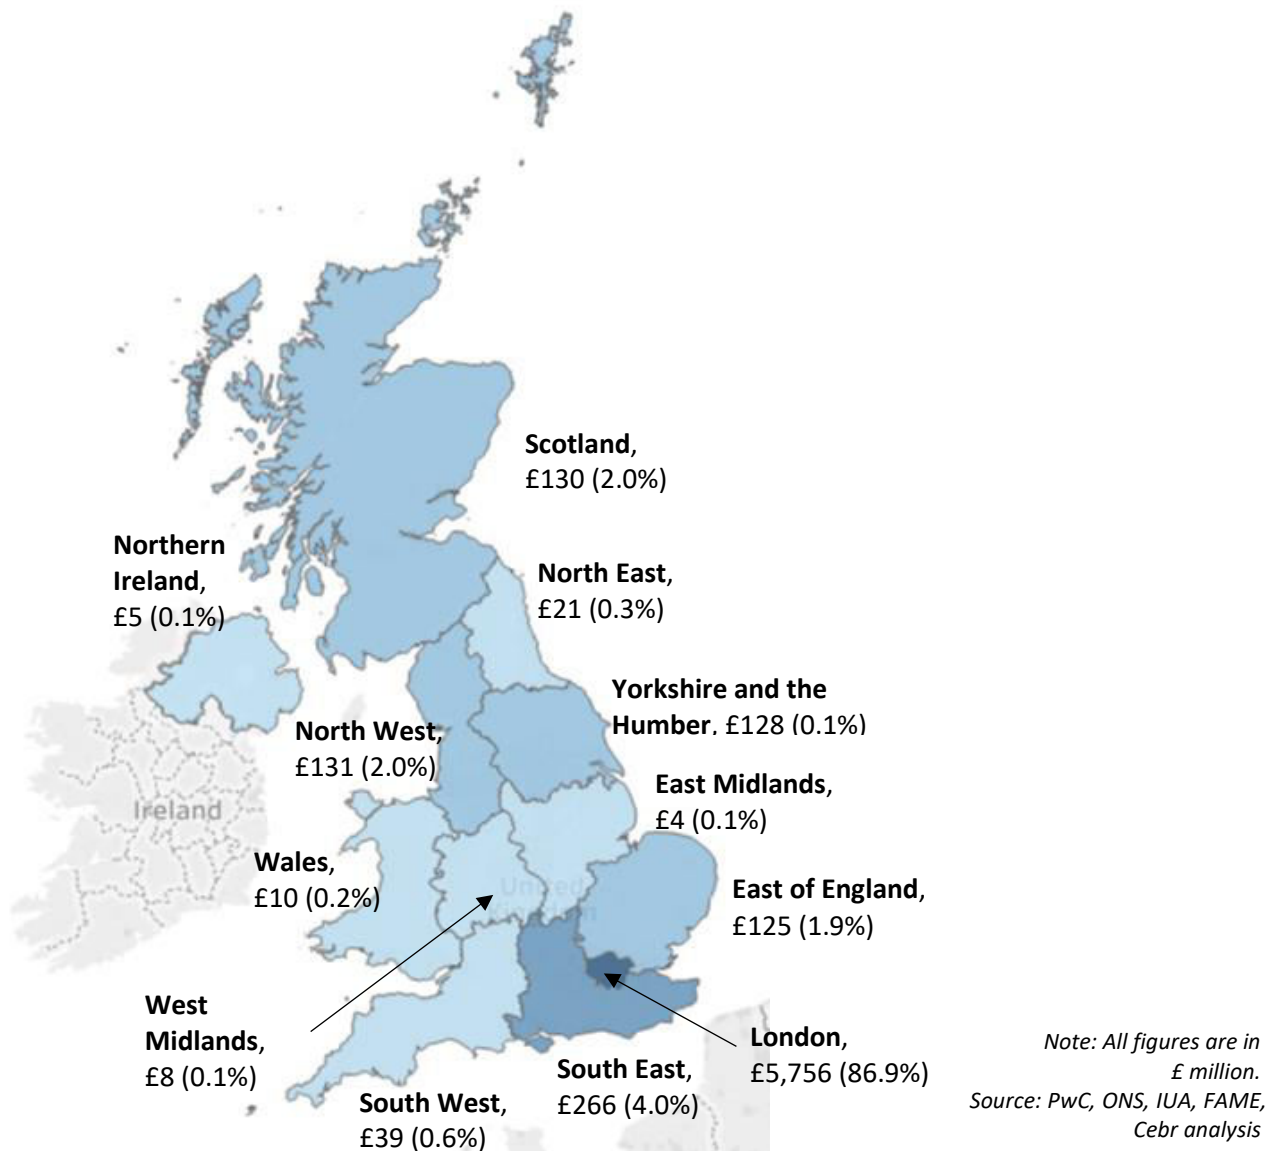 Scotland,
£130 (2.0%)
Northern
Ireland,
£5 (0.1%)
North East,
£21 (0.3%)
Yorkshire and the
Humber, £128 (0.1%)
North West,
£131 (2.0%)
East Midlands,
£4 (0.1%)
Ireland
Wales,
£10 (0.2%)
United
Kingdom
East of England,
£125 (1.9%)
West
Midlands,
£8 (0.1%)
London,
£5,756 (86.9%)
South East,
£266 (4.0%)
South West,
£39 (0.6%)
Note: All figures are in
£ million.
Source: PwC, ONS, IUA, FAME,
Cebr analysis